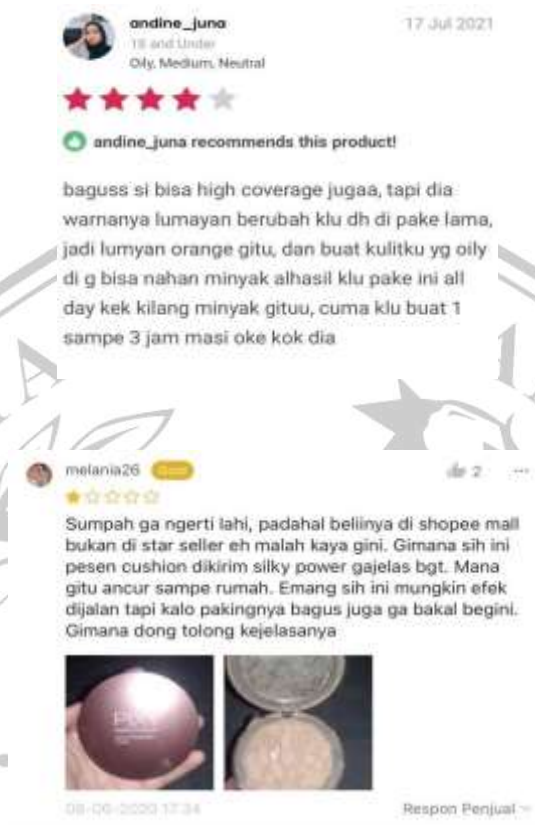 andine_juna
17 Jul 2021
18 and Under
Oily, Medium, Neutral
andine_juna recommends this product!
baguss si bisa high coverage jugaa, tapi dia
warnanya lumayan berubah klu dh di pake lama,
jadi lumyan orange gitu, dan buat kulitku yg oily
di g bisa nahan minyak alhasil klu pake ini all
day kek kilang minyak gituu, cuma klu buat 1
sampe 3 jam masi oke kok dia
melania26 Gold
2
Sumpah ga ngerti lahi, padahal beliinya di shopee mall
bukan di star seller eh malah kaya gini. Gimana sih ini
pesen cushion dikirim silky power gajelas bgt. Mana
gitu ancur sampe rumah. Emang sih ini mungkin efek
dijalan tapi kalo pakingnya bagus juga ga bakal begini.
Gimana dong tolong kejelasanya
08-06-2020 17:34
Respon Penjual